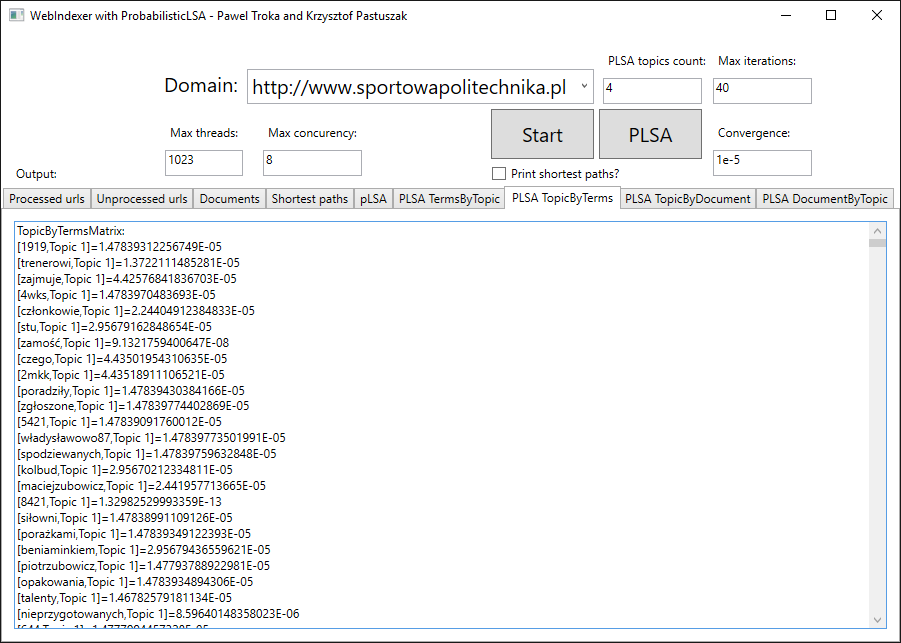 WebIndexer with ProbabilisticLSA - Pawel Troka and Krzysztof Pastuszak
PLSA topics count: Max iterations:
Domain: http://www.sportowapolitechnika.pl 4 40
Max threads: Max concurency: Start PLSA Convergence:
1023 8 1e-5
Output: Print shortest paths?
Processed urls Unprocessed urls Documents Shortest paths pLSA PLSA TermsByTopic PLSA TopicByTerms PLSA TopicByDocument PLSA DocumentByTopic
TopicByTermsMatrix:
[1919,Topic 1]=1.47839312256749E-05
[trenerowi,Topic 1]=1.3722111485281E-05
[zajmuje,Topic 1]=4.42576841836703E-05
[4wks,Topic 1]=1.4783970483693E-05
[członkowie,Topic 1]=2.24404912384833E-05
[stu,Topic 1]=2.95679162848654E-05
[zamość,Topic 1]=9.1321759400647E-08
[czego,Topic 1]=4.43501954310635E-05
[2mkk,Topic 1]=4.43518911106521E-05
[poradziły,Topic 1]=1.47839430384166E-05
[zgłoszone,Topic 1]=1.47839774402869E-05
[5421,Topic 1]=1.47839091760012E-05
[władysławowo87,Topic 1]=1.47839773501991E-05
[spodziewanych,Topic 1]=1.47839759632848E-05
[kolbud,Topic 1]=2.95670212334811E-05
[maciejzubowicz,Topic 1]=2.441957713665E-05
[8421,Topic 1]=1.32982529993359E-13
[siłowni,Topic 1]=1.47838991109126E-05
[porażkami,Topic 1]=1.47839349122393E-05
[beniaminkiem,Topic 1]=2.95679436559621E-05
[piotrzubowicz,Topic 1]=1.47793788922981E-05
[opakowania,Topic 1]=1.4783934894306E-05
[talenty,Topic 1]=1.46782579181134E-05
[nieprzygotowanych,Topic 1]=8.59640148358023E-06